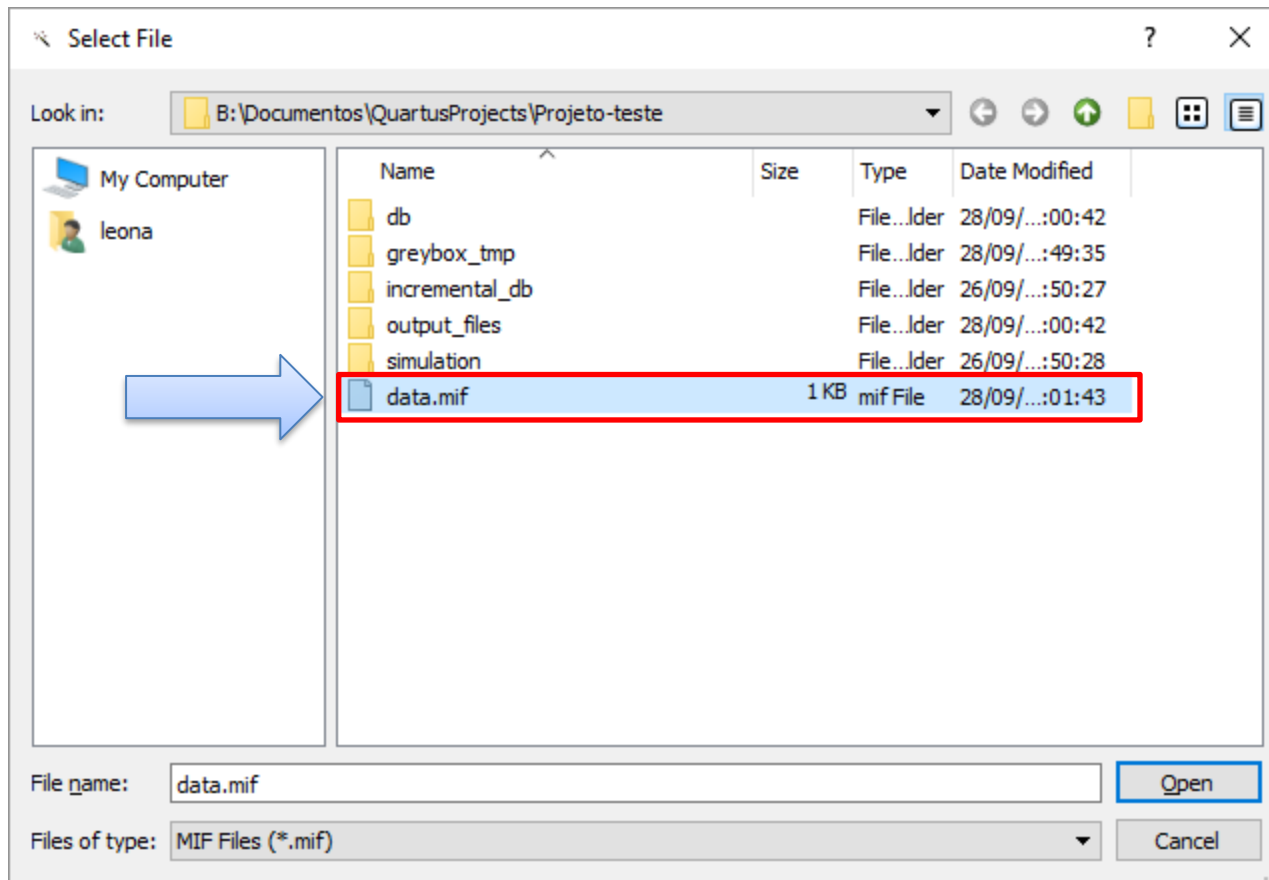 Select File ?
Look in: B:\Documentos\QuartusProjects\Projeto-teste
My Computer
leona
Name Size Type Date Modified
db File...lder 28/09/...:00:42
greybox_tmp File...lder 28/09/...:49:35
incremental_db File...lder 26/09/...:50:27
output_files File...lder 28/09/...:00:42
simulation File...lder 26/09/...:50:28
data.mif 1 KB mif File 28/09/...:01:43
File name: data.mif Open
Files of type: MIF Files (*.mif) Cancel